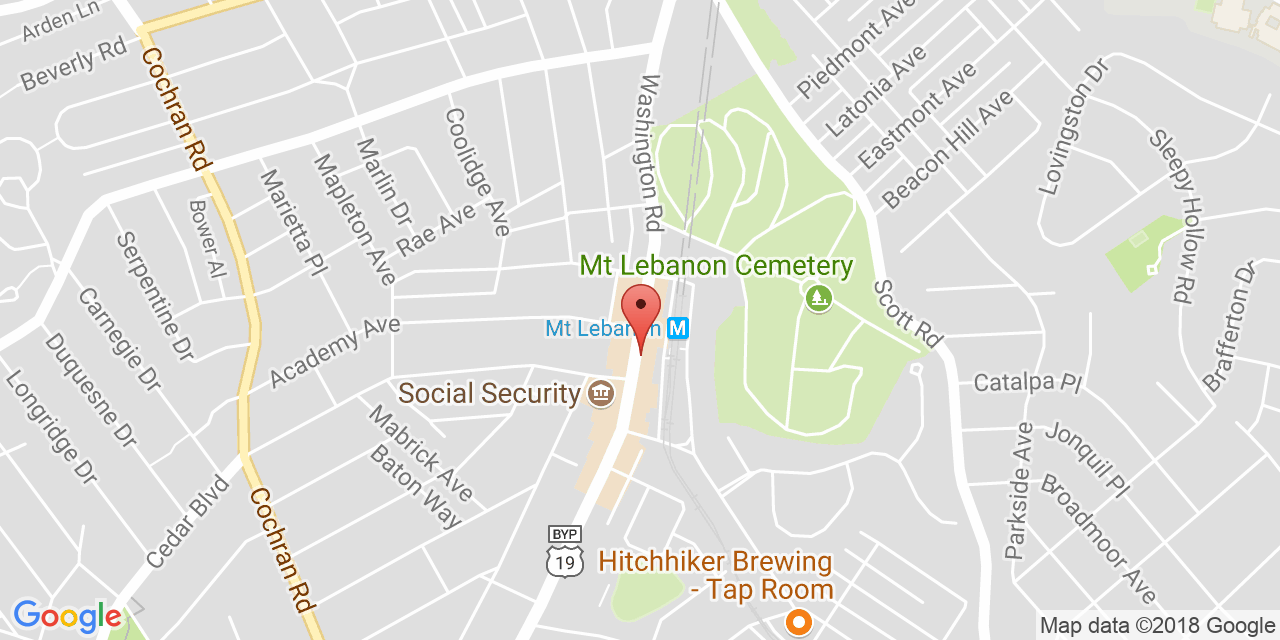 Arden Ln
Beverly Rd
Cochran Rd
Washington Rd
Piedmont Ave
Latonia Ave
Eastmont Ave
Beacon Hill Ave
Lovingston Dr
Sleepy Hollow Rd
Coolidge Ave
Marlin Dr
Mapleton Ave
Marietta Pl
Rae Ave
Bower Al
Serpentine Dr
Carnegie Dr
Duquesne Dr
Longridge Dr
Academy Ave
Mt Lebanon Cemetery
Scott Rd
Brafferton Dr
Mt Lebanon M
Social Security
Catalpa Pl
Mabrick Ave
Baton Way
Parkside Ave
Jonquil Pl
Broadmoor Ave
Cedar Blvd
Cochran Rd
BYP
19
Hitchhiker Brewing
- Tap Room
Google
Map data ©2018 Google